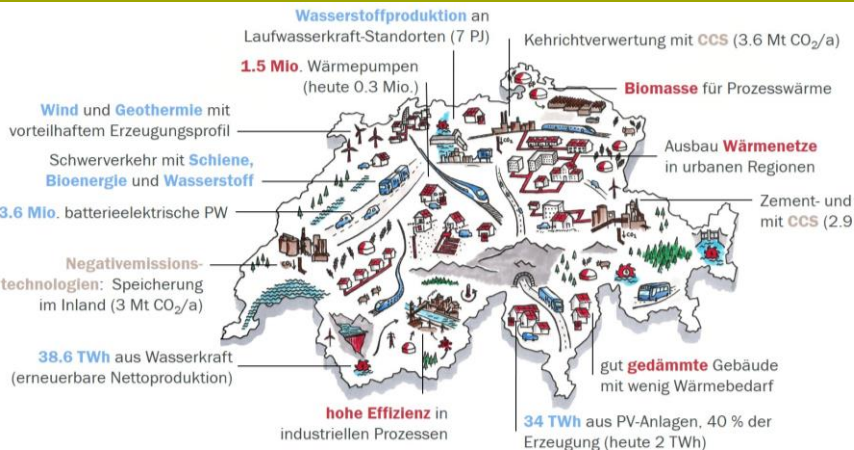 Wasserstoffproduktion an
Laufwasserkraft-Standorten (7 PJ)
Kehrichtverwertung mit CCS (3.6 Mt CO₂/a)
1.5 Mio. Wärmepumpen
(heute 0.3 Mio.)
Biomasse für Prozesswärme
Wind und Geothermie mit
vorteilhaftem Erzeugungsprofil
Ausbau Wärmenetze
in urbanen Regionen
Schwerverkehr mit Schiene,
Bioenergie und Wasserstoff
Zement- und
mit CCS (2.9
3.6 Mio. batterieelektrische PW
Negativemissions-
technologien: Speicherung
im Inland (3 Mt CO₂/a)
38.6 TWh aus Wasserkraft
(erneuerbare Nettoproduktion)
gut gedämmte Gebäude
mit wenig Wärmebedarf
hohe Effizienz in
industriellen Prozessen
34 TWh aus PV-Anlagen, 40 % der
Erzeugung (heute 2 TWh)